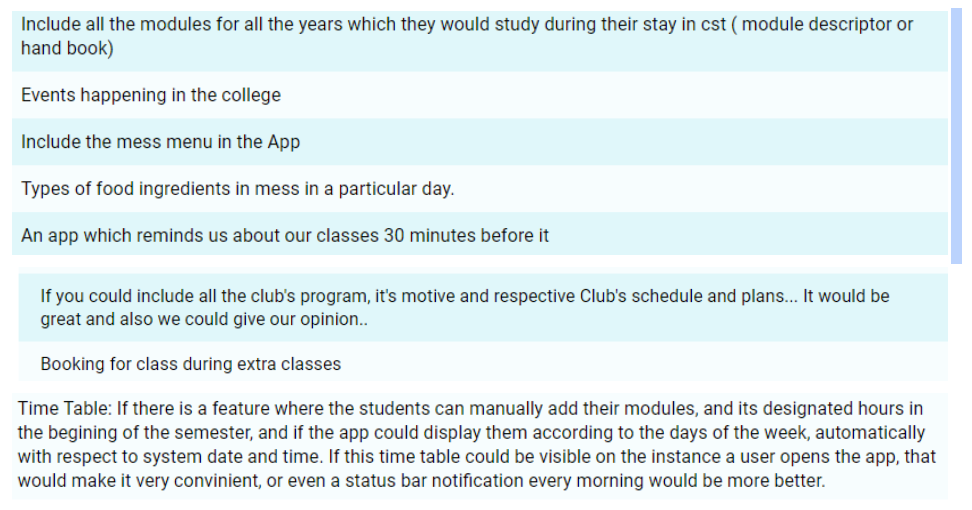 Include all the modules for all the years which they would study during their stay in cst ( module descriptor or
hand book)
Events happening in the college
Include the mess menu in the App
Types of food ingredients in mess in a particular day.
An app which reminds us about our classes 30 minutes before it
If you could include all the club's program, it's motive and respective Club's schedule and plans... It would be
great and also we could give our opinion..
Booking for class during extra classes
Time Table: If there is a feature where the students can manually add their modules, and its designated hours in
the begining of the semester, and if the app could display them according to the days of the week, automatically
with respect to system date and time. If this time table could be visible on the instance a user opens the app, that
would make it very convinient, or even a status bar notification every morning would be more better.